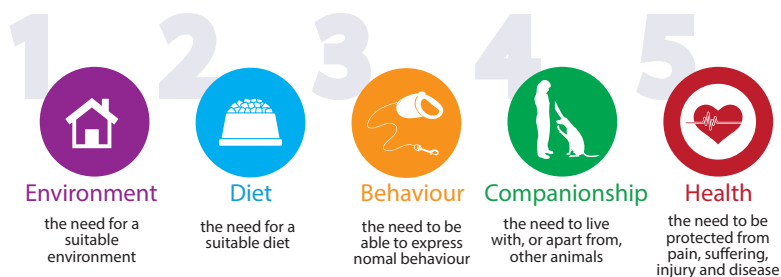 1
Environment
the need for a
suitable
environment
2
Diet
the need for a
suitable diet
3
Behaviour
the need to be
able to express
nomal behaviour
4
Companionship
the need to live
with, or apart from,
other animals
5
Health
the need to be
protected from
pain, suffering,
injury and disease